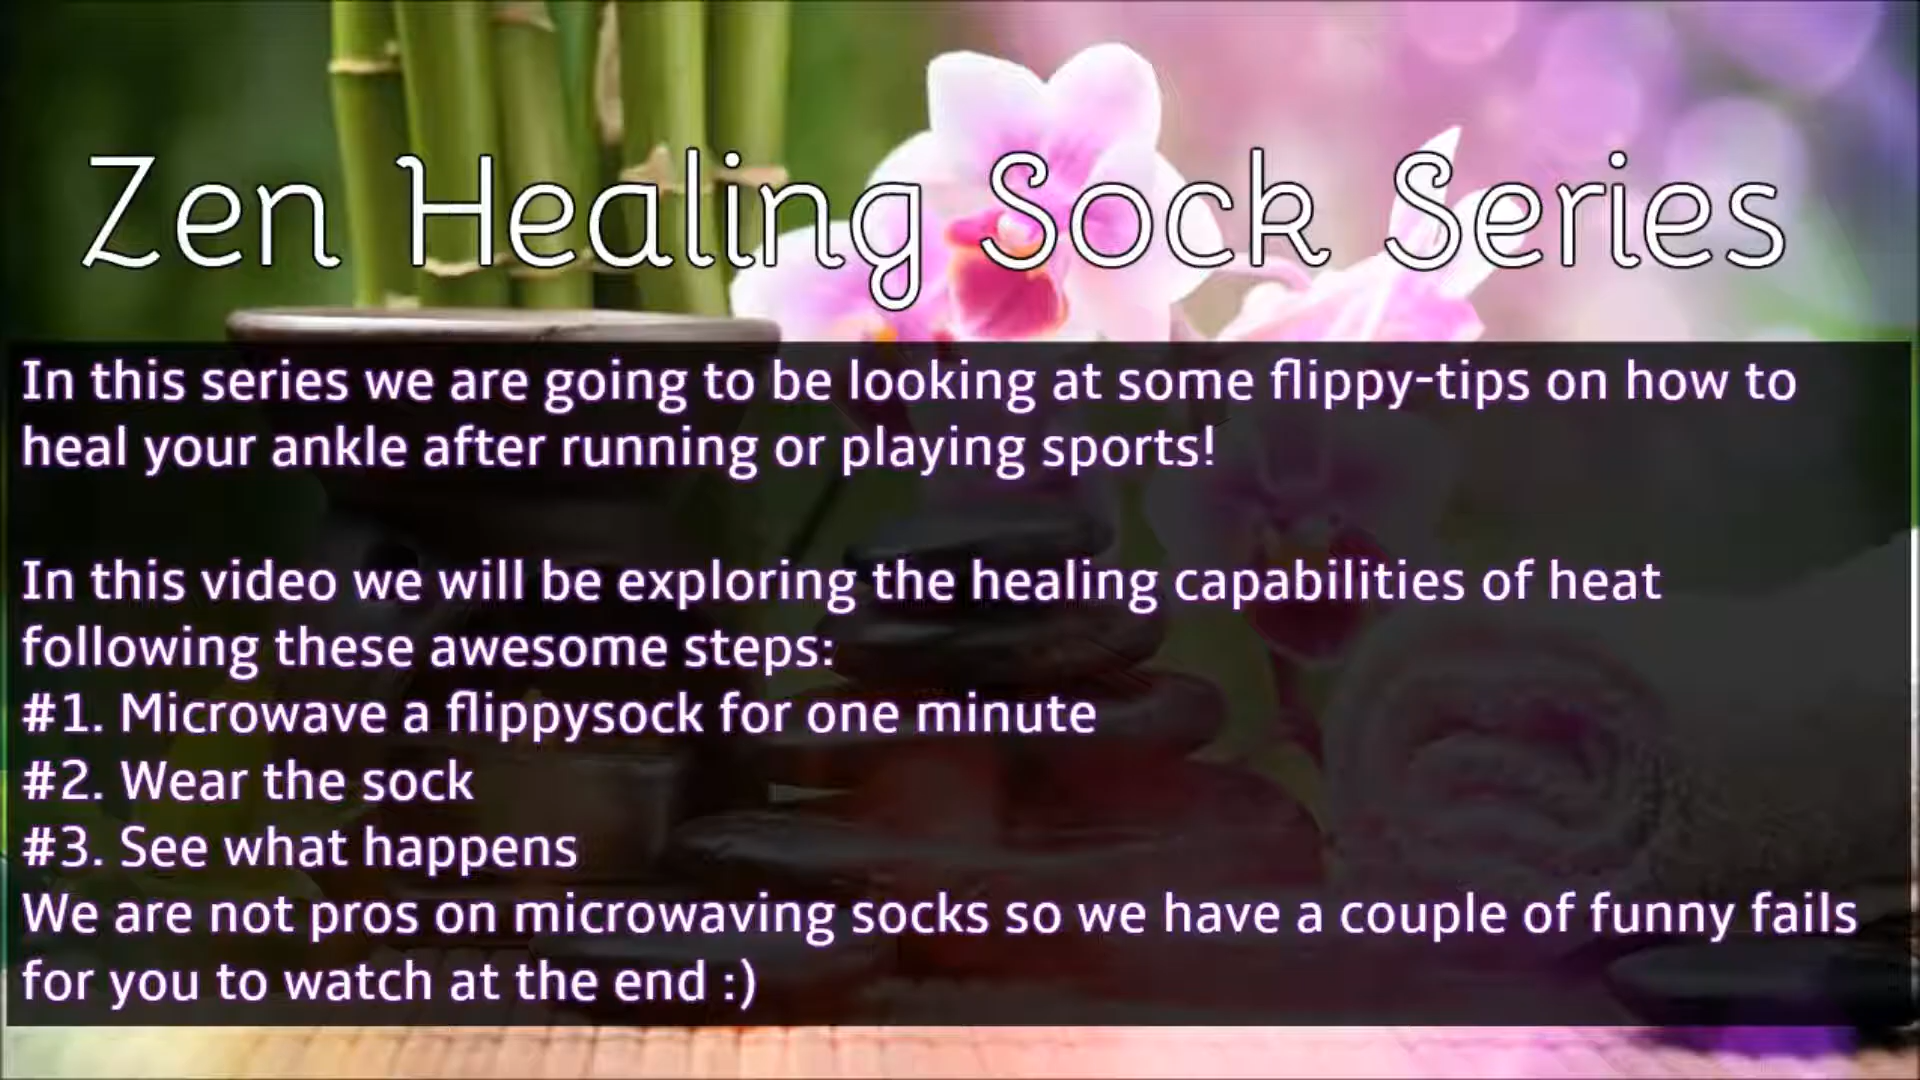 Zen Healing Sock Series
In this series we are going to be looking at some flippy-tips on how to
heal your ankle after running or playing sports!
In this video we will be exploring the healing capabilities of heat
following these awesome steps:
#1. Microwave a flippysock for one minute
#2. Wear the sock
#3. See what happens
We are not pros on microwaving socks so we have a couple of funny fails
for you to watch at the end :)